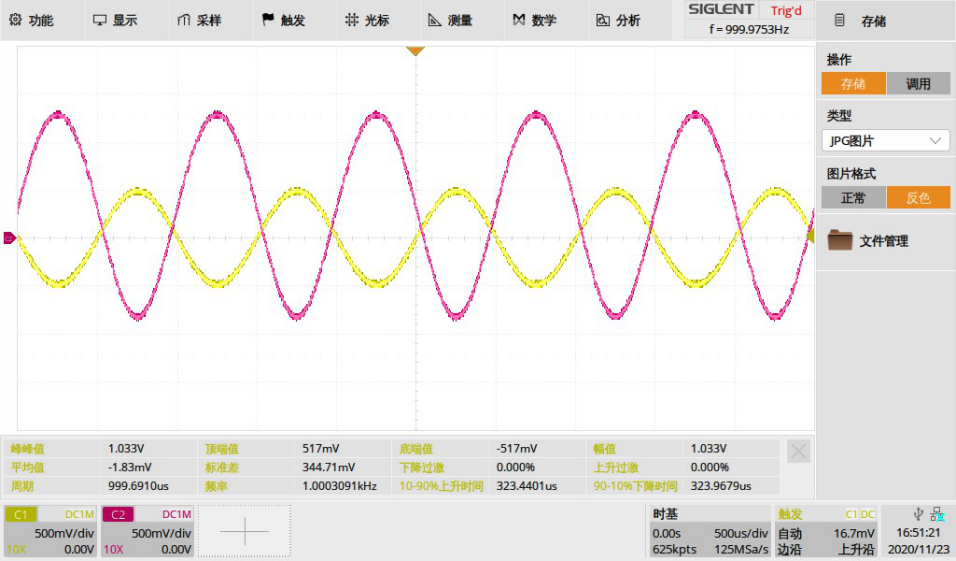 功能 显示 采样 触发 光标 测量 数学 分析 SIGLENT Trig'd 存储
f = 999.9753Hz
操作
存储 调用
类型
JPG图片
图片格式
正常 反色
文件管理
峰峰值 1.033V 顶端值 517mV 底端值 -517mV 幅值 1.033V
平均值 -1.83mV 标准差 344.71mV 下降过激 0.000% 上升过激 0.000%
周期 999.6910us 频率 1.0003091kHz 10-90%上升时间 323.4401us 90-10%下降时间 323.9679us
C1 DC1M C2 DC1M 时基 触发 C1 DC
500mV/div 500mV/div 0.00s 500us/div 自动 16.7mV 16:51:21
10X 0.00V 10X 0.00V 625kpts 125MSa/s 边沿 上升沿 2020/11/23